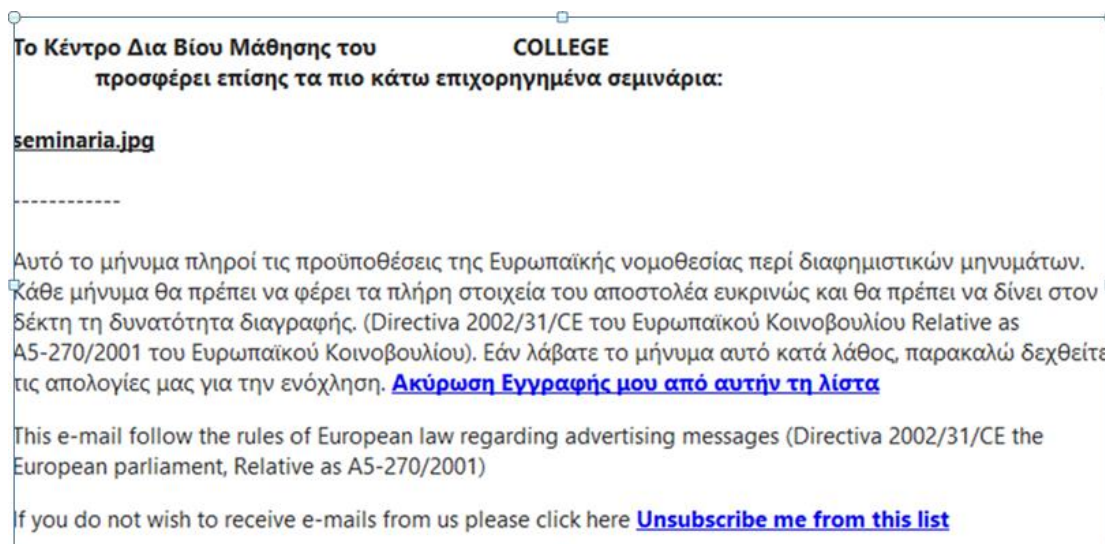 Το Κέντρο Δια Βίου Μάθησης του COLLEGE
προσφέρει επίσης τα πιο κάτω επιχορηγημένα σεμινάρια:
seminaria.jpg
------------
Αυτό το μήνυμα πληροί τις προϋποθέσεις της Ευρωπαϊκής νομοθεσίας περί διαφημιστικών μηνυμάτων.
Κάθε μήνυμα θα πρέπει να φέρει τα πλήρη στοιχεία του αποστολέα ευκρινώς και θα πρέπει να δίνει στον
δέκτη τη δυνατότητα διαγραφής. (Directiva 2002/31/CE του Ευρωπαϊκού Κοινοβουλίου Relative as
A5-270/2001 του Ευρωπαϊκού Κοινοβουλίου). Εάν λάβατε το μήνυμα αυτό κατά λάθος, παρακαλώ δεχθείτε
τις απολογίες μας για την ενόχληση. Ακύρωση Εγγραφής μου από αυτήν τη λίστα
This e-mail follow the rules of European law regarding advertising messages (Directiva 2002/31/CE the
European parliament, Relative as A5-270/2001)
If you do not wish to receive e-mails from us please click here Unsubscribe me from this list